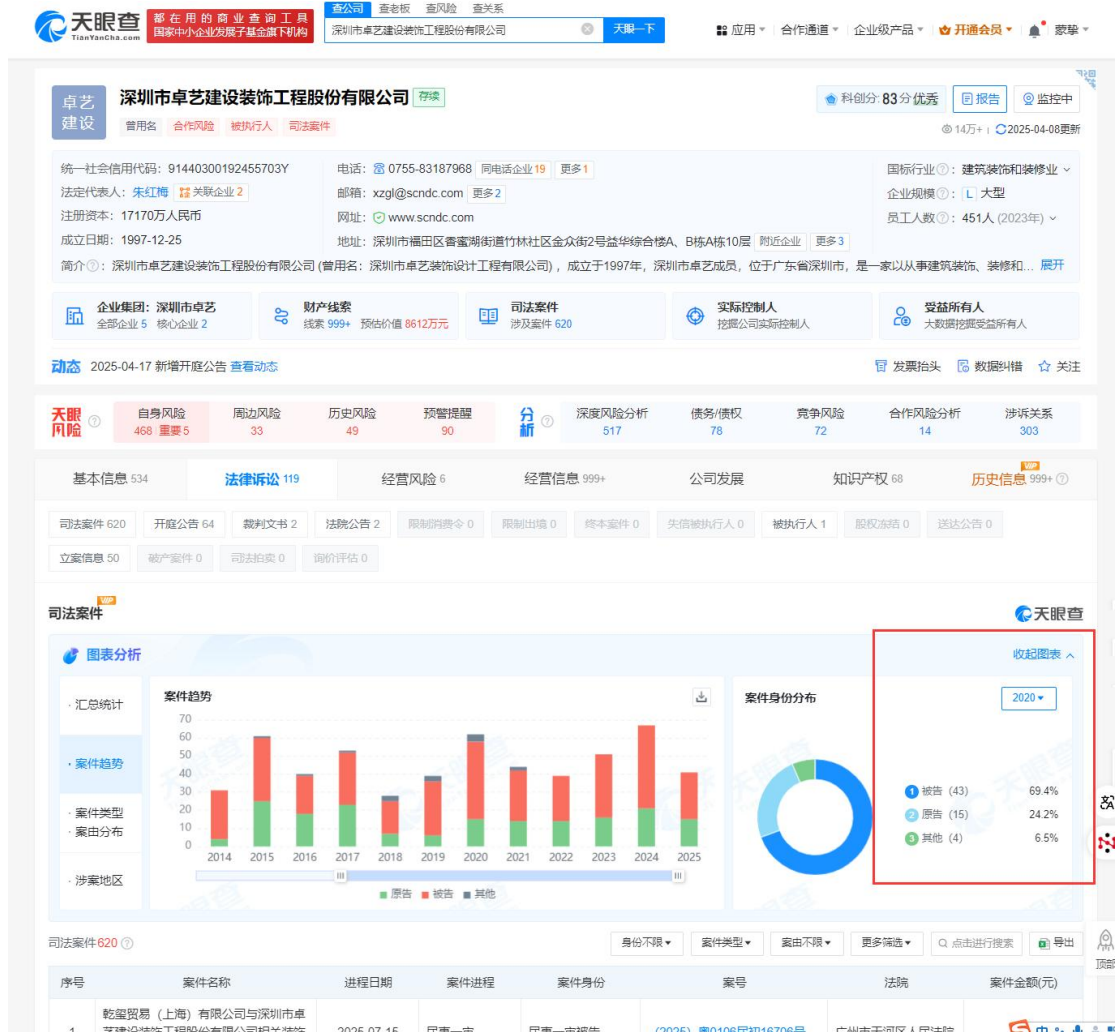 天眼查 都在用的商业查询工具 查公司 查老板 查风险 查关系
TianYanCha.com 国家中小企业发展子基金旗下机构 深圳市卓艺建设装饰工程股份有限公司 天眼一下 应用 合作通道 企业级产品 开通会员 蒙挚
卓艺建设 深圳市卓艺建设装饰工程股份有限公司 存续 科创分: 83分 优秀 报告 监控中
曾用名 合作风险 被执行人 司法案件 14万+ 2025-04-08更新
统一社会信用代码: 91440300192455703Y 电话: 0755-83187968 同电话企业19 更多1 国标行业: 建筑装饰和装修业
法定代表人: 朱红梅 关联企业2 邮箱: xzgl@scndc.com 更多2 企业规模: L 大型
注册资本: 17170万人民币 网址: www.scndc.com 员工人数: 451人 (2023年)
成立日期: 1997-12-25 地址: 深圳市福田区香蜜湖街道竹林社区金众街2号益华综合楼A、B栋A栋10层 附近企业 更多3
简介: 深圳市卓艺建设装饰工程股份有限公司 (曾用名: 深圳市卓艺装饰设计工程有限公司) , 成立于1997年, 深圳市卓艺成员, 位于广东省深圳市, 是一家以从事建筑装饰、装修和... 展开
企业集团: 深圳市卓艺 财产线索 司法案件 实际控制人 受益所有人
全部企业 5 核心企业 2 线索 999+ 预估价值 8612万元 涉及案件 620 挖掘公司实际控制人 大数据挖掘受益所有人
动态 2025-04-17 新增开庭公告 查看动态 发票抬头 数据纠错 关注
天眼风险 自身风险 周边风险 历史风险 预警提醒 分析 深度风险分析 债务/债权 竞争风险 合作风险分析 涉诉关系
468 重要5 33 49 90 517 78 72 14 303
基本信息 534 法律诉讼 119 经营风险 6 经营信息 999+ 公司发展 知识产权 68 历史信息 999+ VIP
司法案件 620 开庭公告 64 裁判文书 2 法院公告 2 限制消费令 0 限制出境 0 终本案件 0 失信被执行人 0 被执行人 1 股权冻结 0 送达公告 0
立案信息 50 破产案件 0 司法拍卖 0 询价评估 0
司法案件 VIP 天眼查
图表分析 收起图表
· 汇总统计 案件趋势 案件身份分布 2020
70
60
50
· 案件趋势 40
30 1 被告 (43) 69.4%
· 案件类型 20 2 原告 (15) 24.2%
· 案由分布 10 3 其他 (4) 6.5%
0
2014 2015 2016 2017 2018 2019 2020 2021 2022 2023 2024 2025
· 涉案地区
原告 被告 其他
司法案件620 身份不限 案件类型 案由不限 更多筛选 点击进行搜索 导出
顶部
序号 案件名称 进程日期 案件进程 案件身份 案号 法院 案件金额(元)
乾玺贸易 (上海) 有限公司与深圳市卓